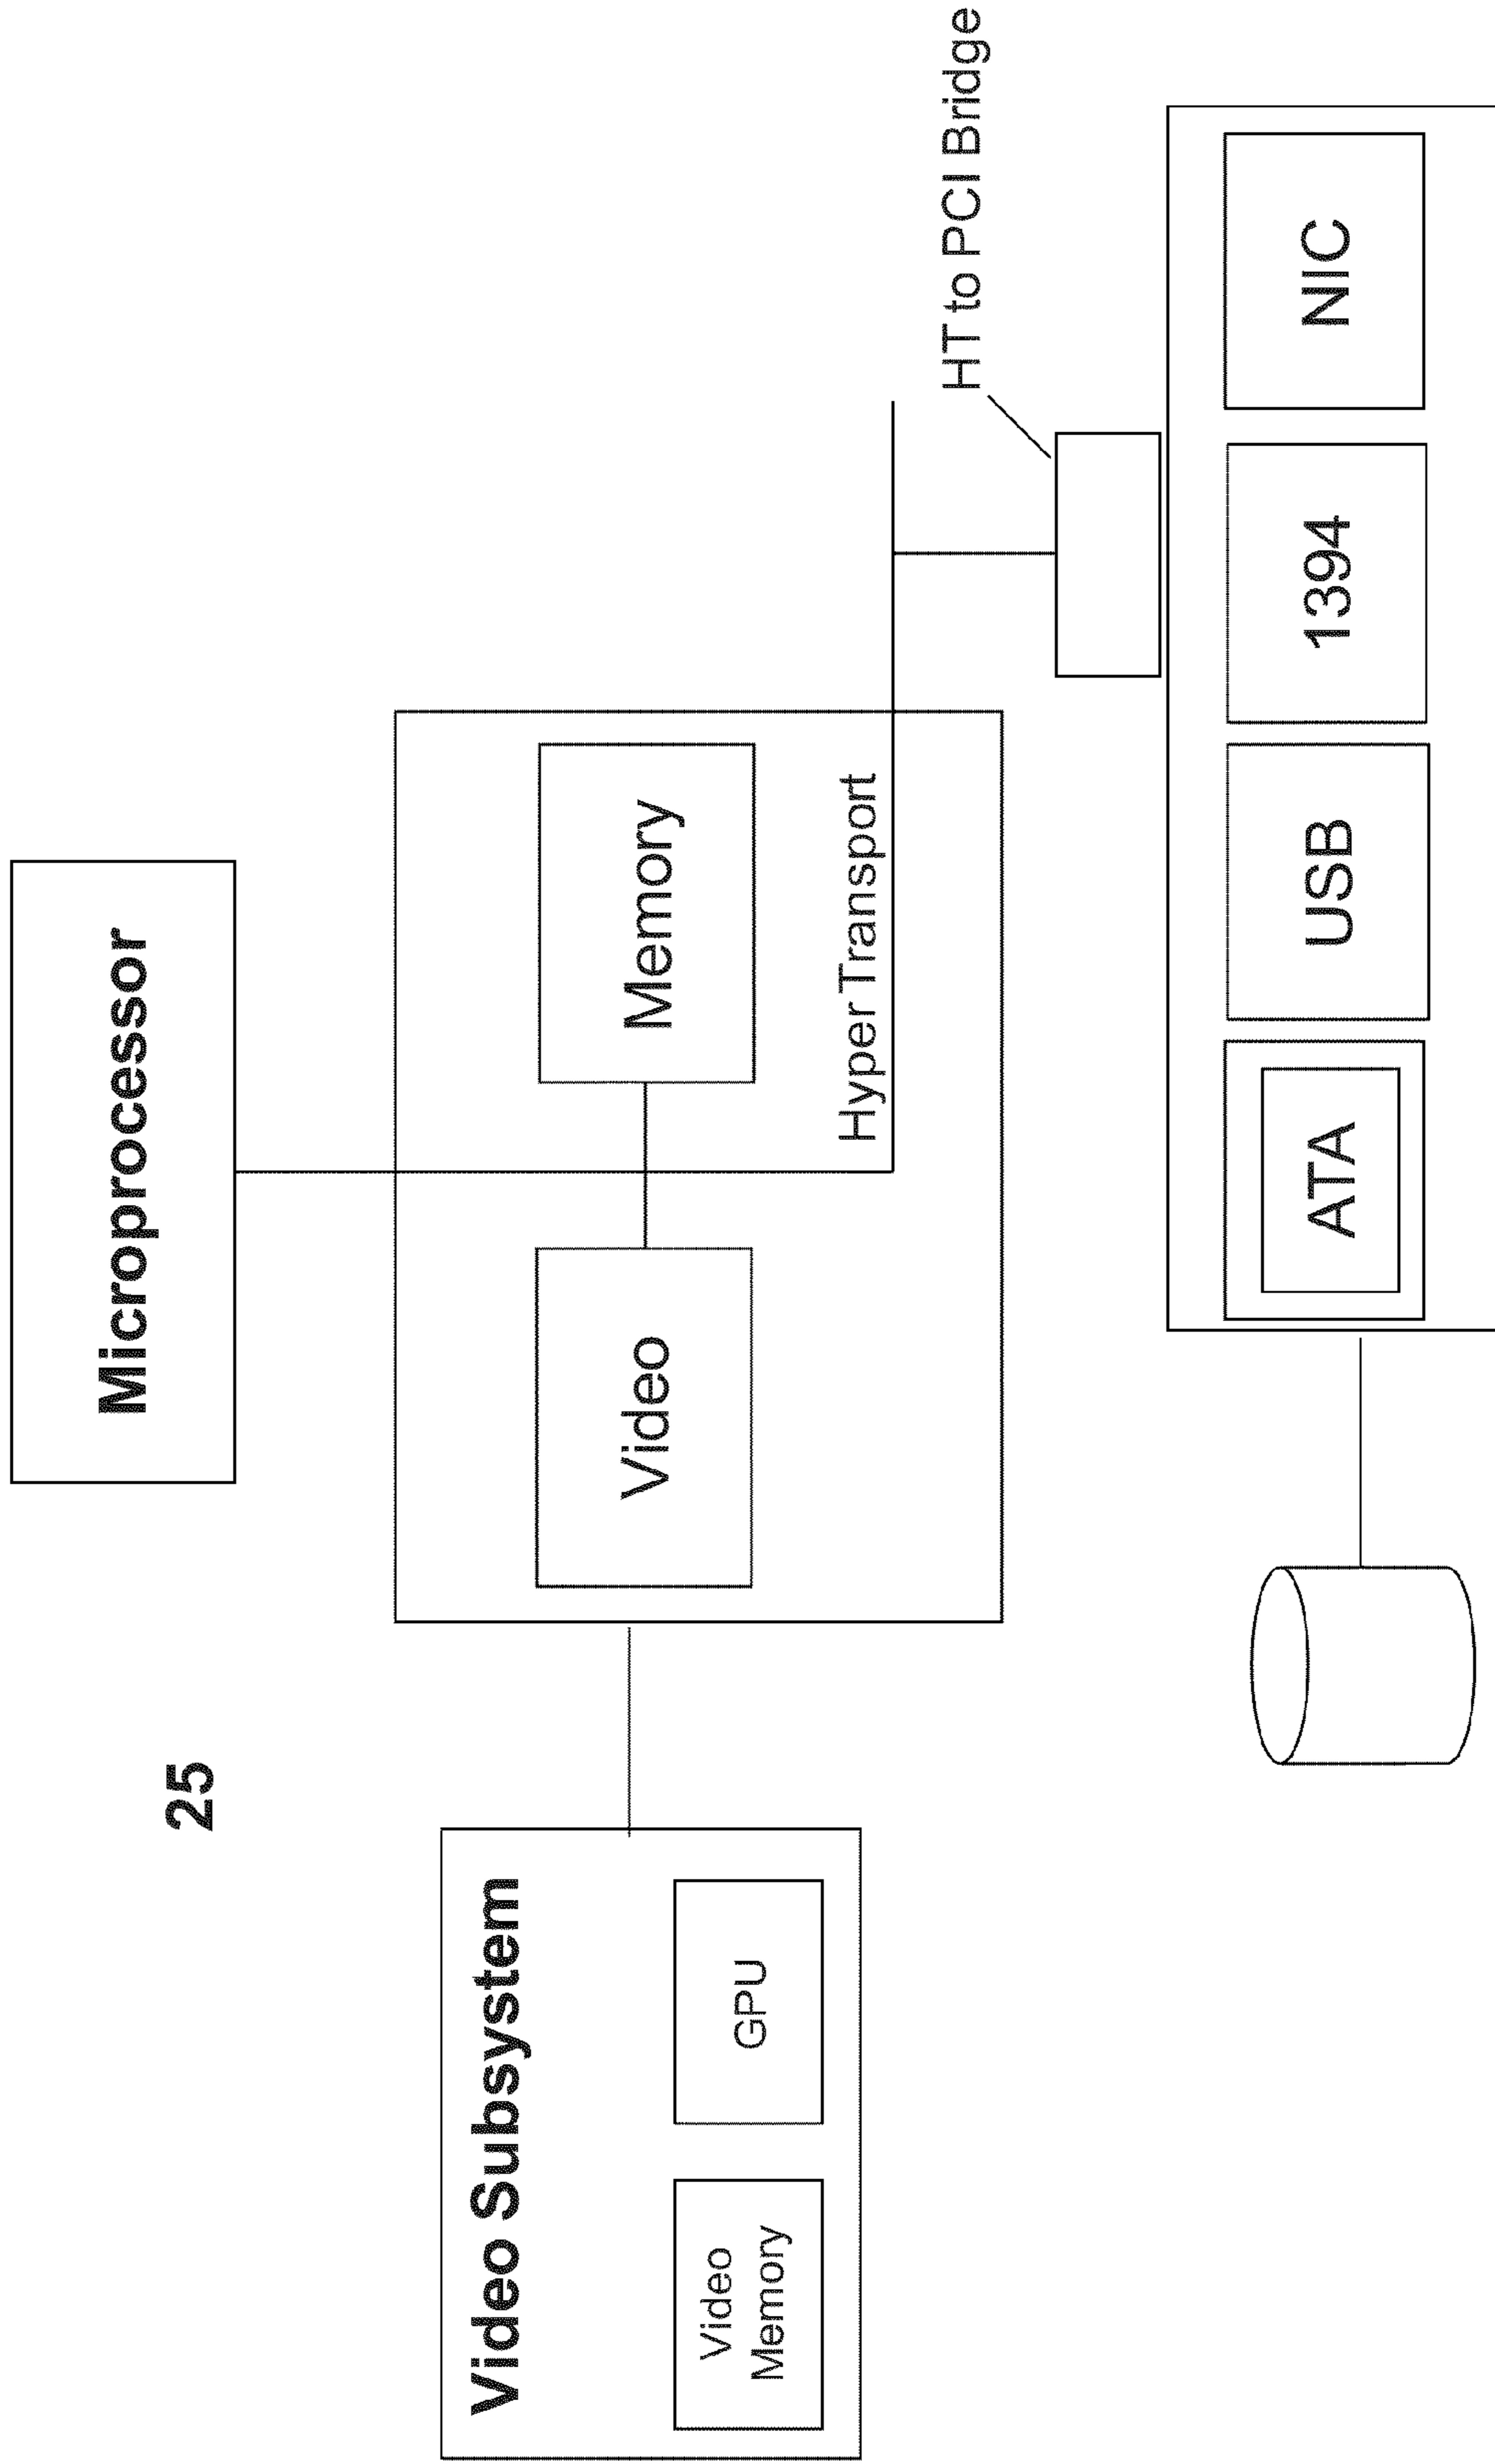 25
Microprocessor
Video Subsystem
Video
Memory
GPU
Video
Memory
Hyper Transport
HT to PCI Bridge
ATA
USB
1394
NIC